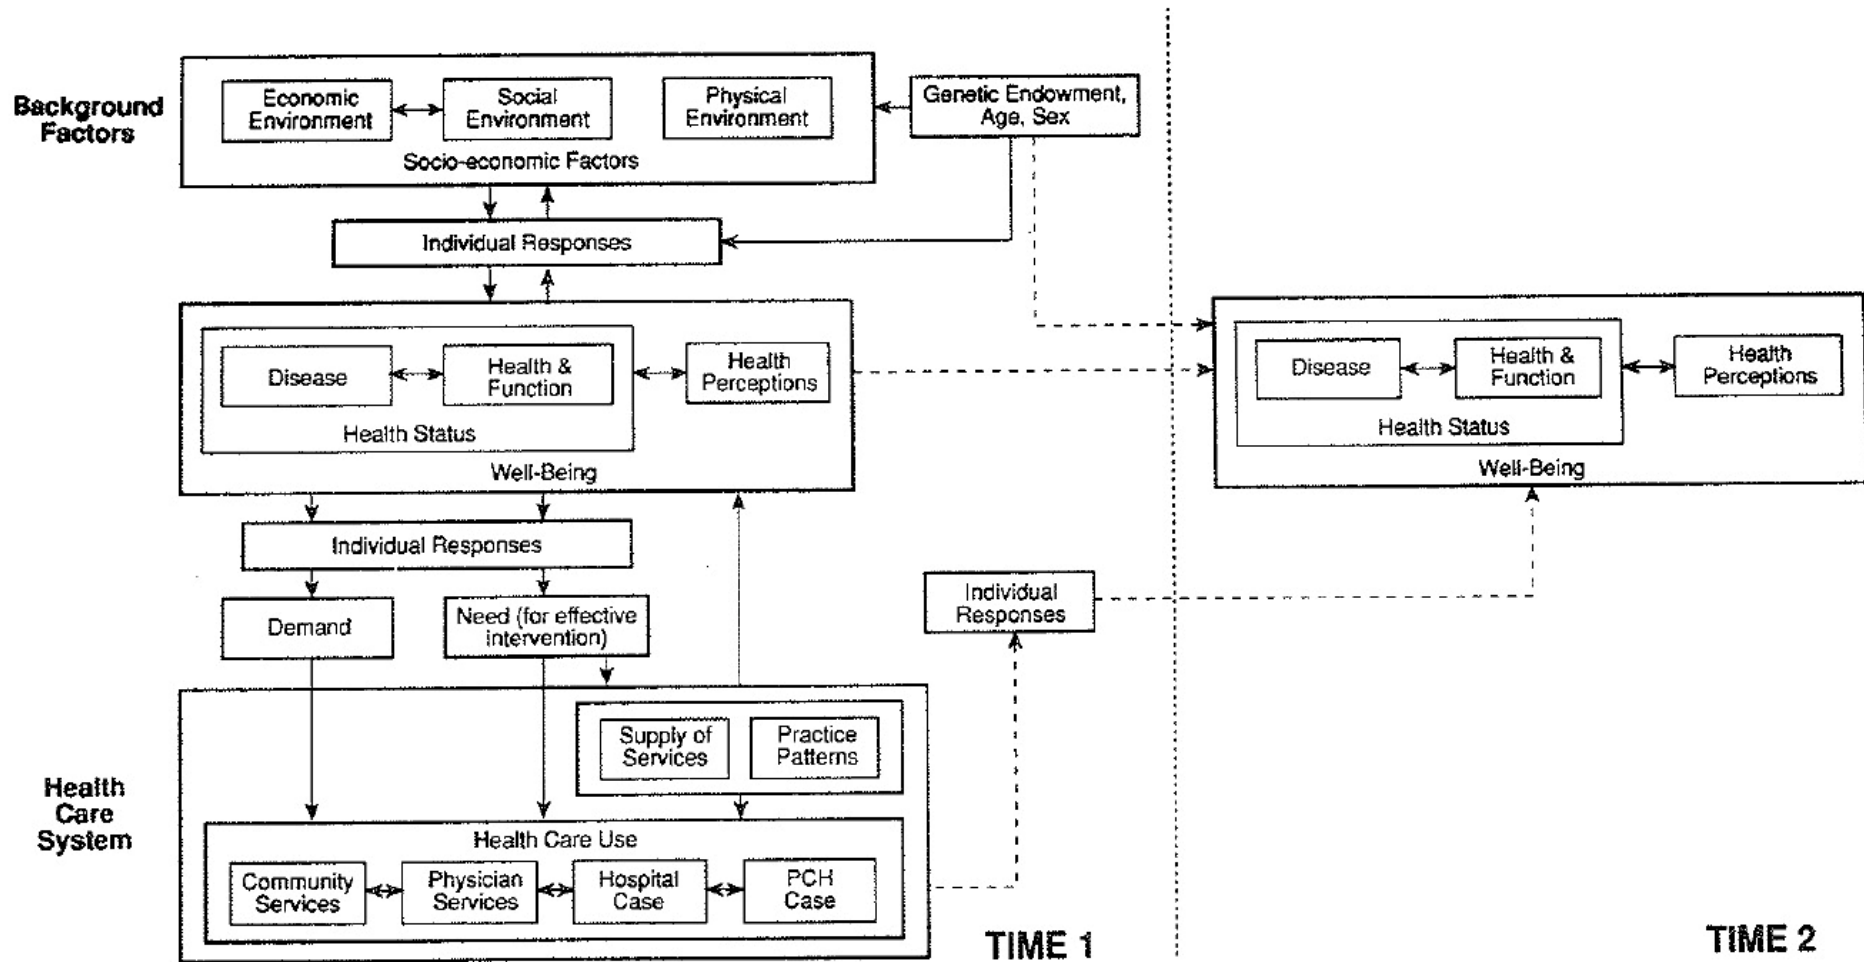 Background
Factors
Economic
Environment
Social
Environment
Physical
Environment
Socio-economic Factors
Genetic Endowment,
Age, Sex
Individual Responses
Disease
Health &
Function
Health
Perceptions
Health Status
Well-Being
Disease
Health &
Function
Health
Perceptions
Health Status
Well-Being
Individual Responses
Demand
Need (for effective
intervention)
Individual
Responses
Health
Care
System
Supply of
Services
Practice
Patterns
Health Care Use
Community
Services
Physician
Services
Hospital
Case
PCH
Case
TIME 1
TIME 2